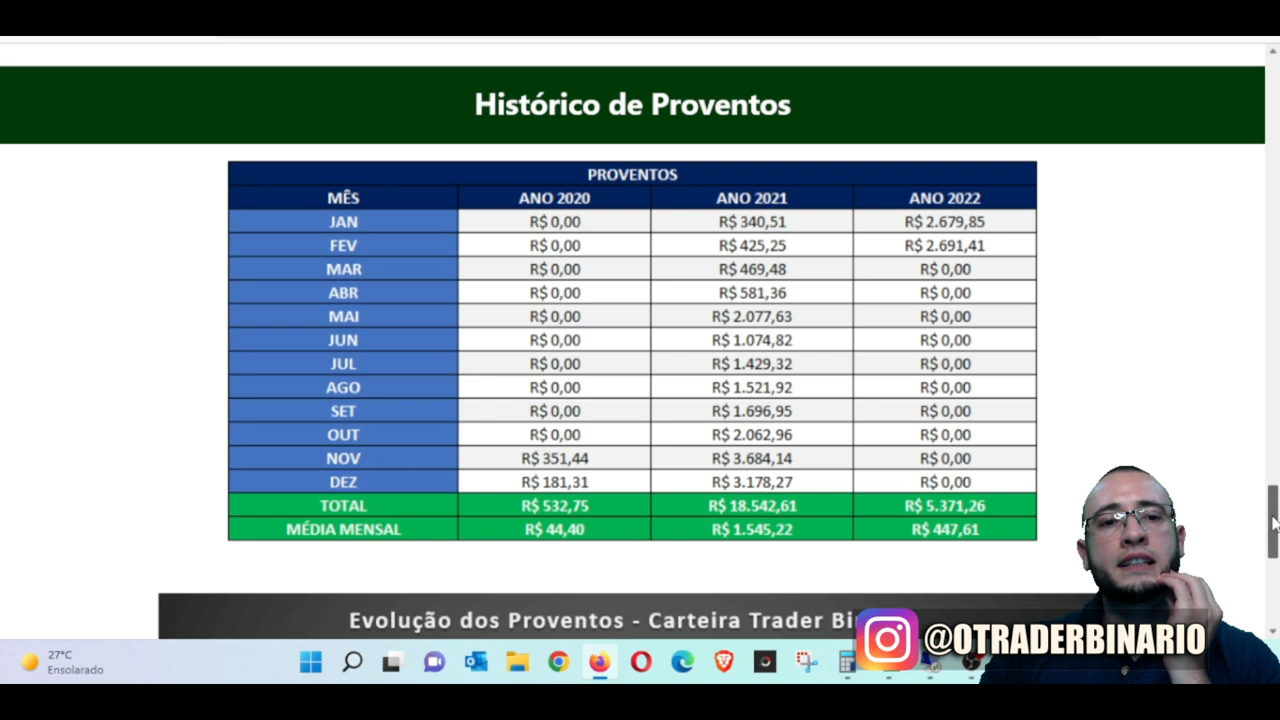 Histórico de Proventos
PROVENTOS
MÊS ANO 2020 ANO 2021 ANO 2022
JAN R$ 0,00 R$ 340,51 R$ 2.679,85
FEV R$ 0,00 R$ 425,25 R$ 2.691,41
MAR R$ 0,00 R$ 469,48 R$ 0,00
ABR R$ 0,00 R$ 581,36 R$ 0,00
MAI R$ 0,00 R$ 2.077,63 R$ 0,00
JUN R$ 0,00 R$ 1.074,82 R$ 0,00
JUL R$ 0,00 R$ 1.429,32 R$ 0,00
AGO R$ 0,00 R$ 1.521,92 R$ 0,00
SET R$ 0,00 R$ 1.696,95 R$ 0,00
OUT R$ 0,00 R$ 2.062,96 R$ 0,00
NOV R$ 351,44 R$ 3.684,14 R$ 0,00
DEZ R$ 181,31 R$ 3.178,27 R$ 0,00
TOTAL R$ 532,75 R$ 18.542,61 R$ 5.371,26
MÉDIA MENSAL R$ 44,40 R$ 1.545,22 R$ 447,61
Evolução dos Proventos - Carteira Trader Bi
@OTRADERBINARIO
27°C
Ensolarado